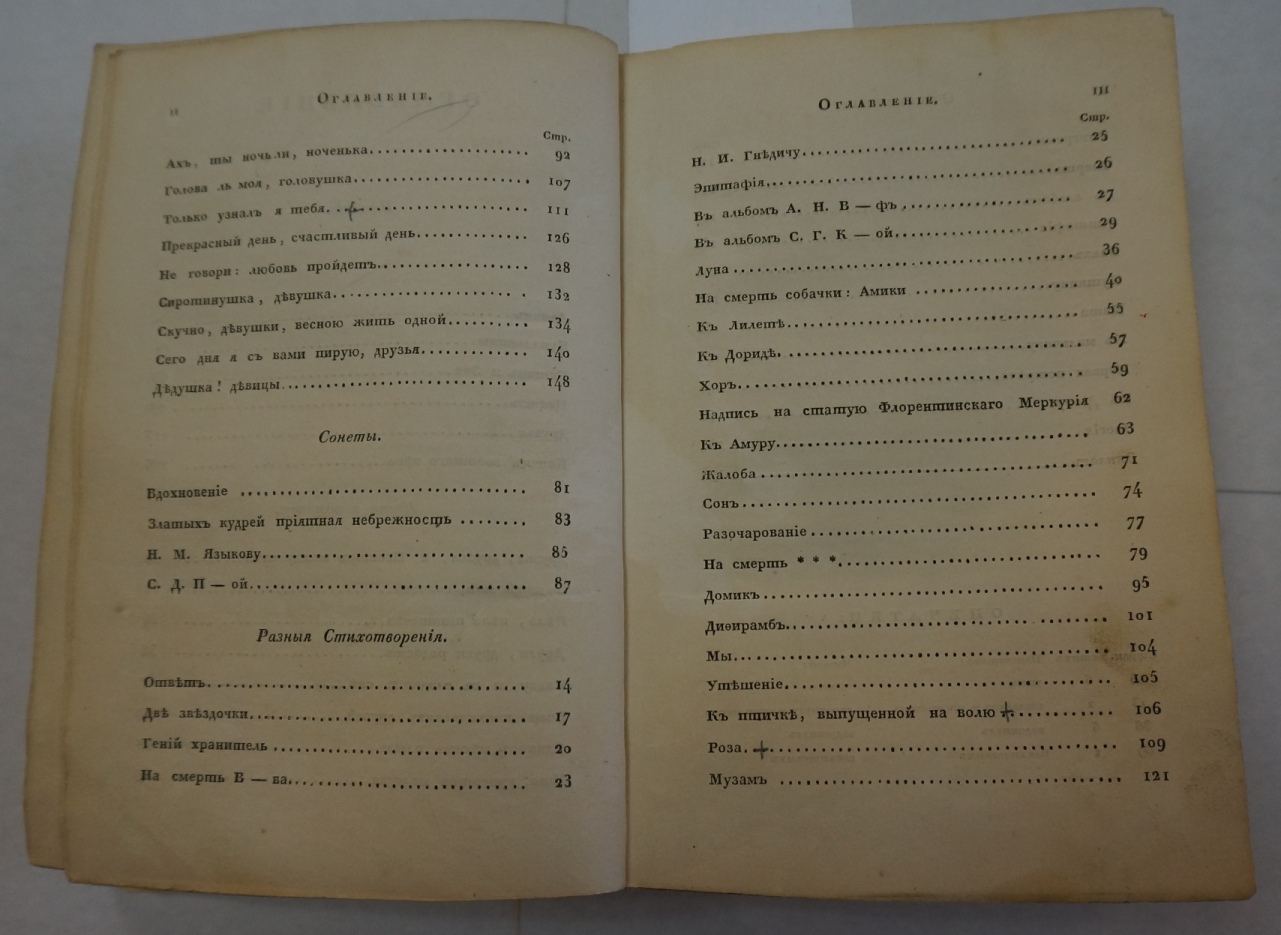 II
Оглавленіе.
Стр.
Ахъ, ты ночь ли, ноченька. 92
Голова ль моя, головушка. 107
Только узналъ я тебя. 111
Прекрасный день, счастливый день. 126
Не говори: любовь пройдетъ. 128
Сиротинушка, дѣвушка. 132
Скучно, дѣвушки, весною жить одной. 134
Сего дня я съ вами пирую, друзья. 140
Дѣдушка! дѣвицы. 148
Сонеты.
Вдохновеніе 81
Златыхъ кудрей пріятная небрежность 83
Н. М. Языкову. 85
С. Д. П — ой. 87
Разныя Стихотворенія.
Отвѣтъ. 14
Двѣ звѣздочки. 17
Геній хранитель 20
На смерть В — ва. 23
Оглавленіе.
III
Стр.
Н. И. Гнѣдичу. 25
Эпитафія. 26
Въ альбомъ А. Н. В — фъ. 27
Въ альбомъ С. Г. К — ой. 29
Луна 36
На смерть собачки: Амики 40
Къ Лилетѣ. 55
Къ Доридѣ. 57
Хоръ. 59
Надпись на статую Флорентинскаго Меркурія 62
Къ Амуру. 63
Жалоба 71
Сонъ. 74
Разочарованіе 77
На смерть * * *. 79
Домикъ. 95
Диѳирамбъ. 101
Мы. 104
Утѣшеніе. 105
Къ птичкѣ, выпущенной на волю 106
Роза. 109
Музамъ 121